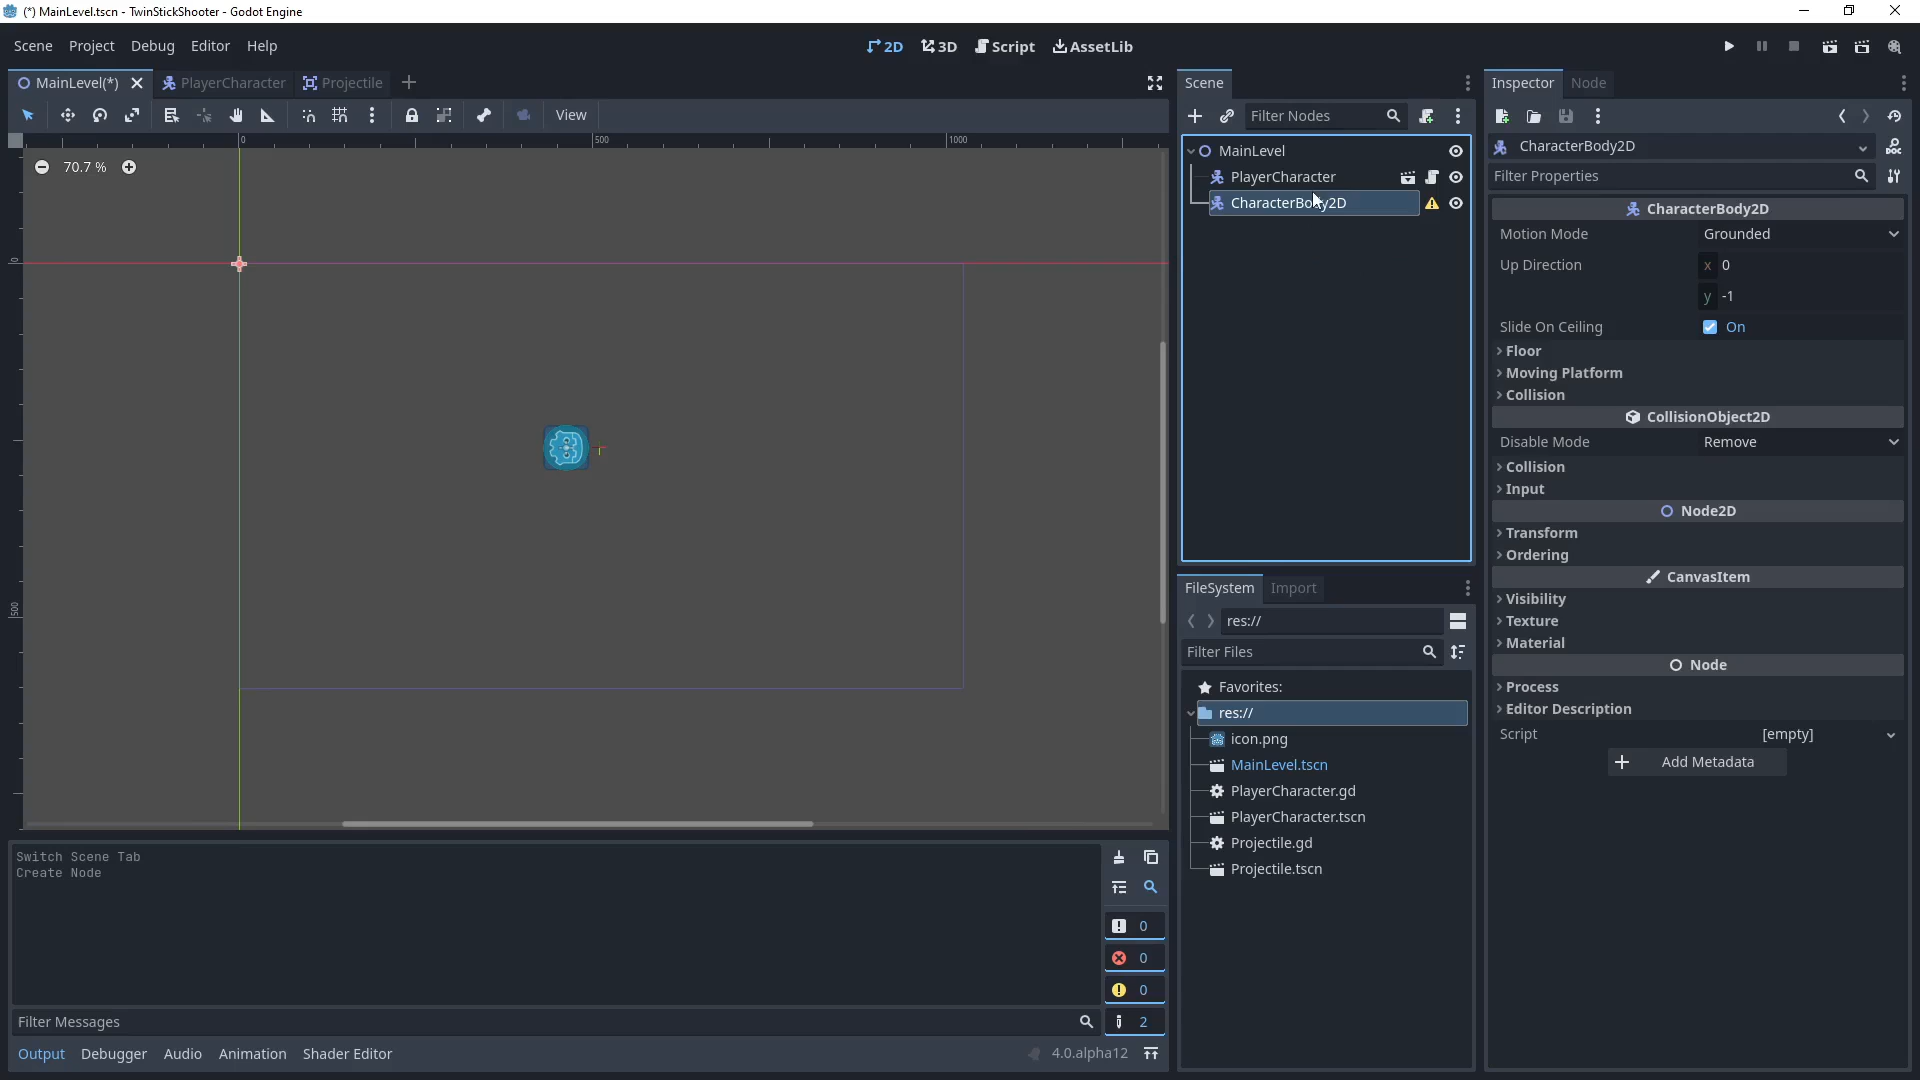 (*) MainLevel.tscn - TwinStickShooter - Godot Engine
Scene Project Debug Editor Help
2D 3D Script AssetLib
MainLevel(*) PlayerCharacter Projectile
View
0 500 1000
70.7 %
0
500
Scene
Filter Nodes
MainLevel
PlayerCharacter
CharacterBody2D
FileSystem Import
res://
Filter Files
Favorites:
res://
icon.png
MainLevel.tscn
PlayerCharacter.gd
PlayerCharacter.tscn
Projectile.gd
Projectile.tscn
Inspector Node
CharacterBody2D
Filter Properties
CharacterBody2D
Motion Mode Grounded
Up Direction x 0
y -1
Slide On Ceiling On
Floor
Moving Platform
Collision
CollisionObject2D
Disable Mode Remove
Collision
Input
Node2D
Transform
Ordering
CanvasItem
Visibility
Texture
Material
Node
Process
Editor Description
Script [empty]
Add Metadata
Switch Scene Tab
Create Node
0
0
0
2
Filter Messages
Output Debugger Audio Animation Shader Editor
4.0.alpha12